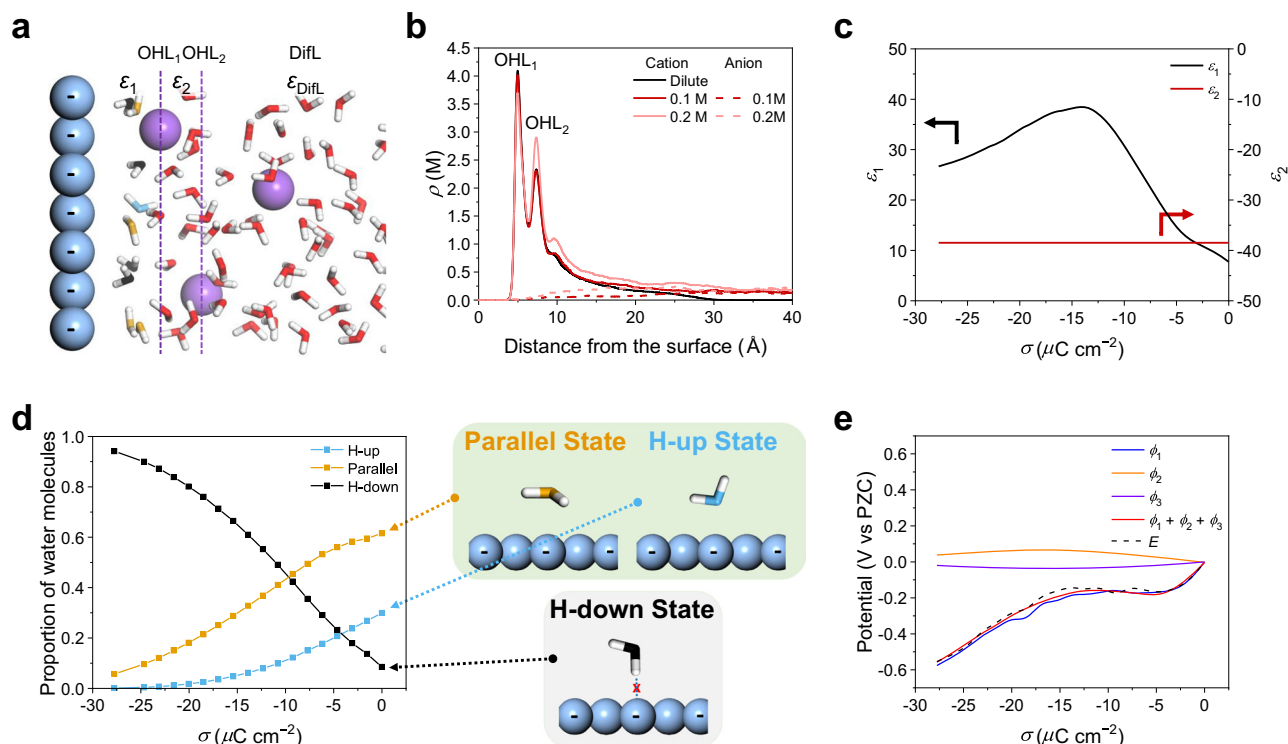 a
OHL₁ OHL₂ DifL
ε₁ ε₂ ε_DifL
- - - - - - -
b
OHL₁
OHL₂
Cation Anion
Dilute
0.1 M 0.1M
0.2 M 0.2M
4.5
4.0
3.5
3.0
2.5
2.0
1.5
1.0
0.5
0.0
ρ (M)
0 10 20 30 40
Distance from the surface (Å)
c
50 0
40 -10
30 -20
20 -30
10 -40
0 -50
ε₁
ε₂
ε₁
ε₂
-30 -25 -20 -15 -10 -5 0
σ (μC cm⁻²)
d
1.0
0.8
0.6
0.4
0.2
0.0
Proportion of water molecules
H-up
Parallel
H-down
-30 -25 -20 -15 -10 -5 0
σ (μC cm⁻²)
Parallel State H-up State
- - - - - -
H-down State
x
- - -
e
0.6
0.4
0.2
0.0
-0.2
-0.4
-0.6
Potential (V vs PZC)
ϕ₁
ϕ₂
ϕ₃
ϕ₁ + ϕ₂ + ϕ₃
E
-30 -25 -20 -15 -10 -5 0
σ (μC cm⁻²)